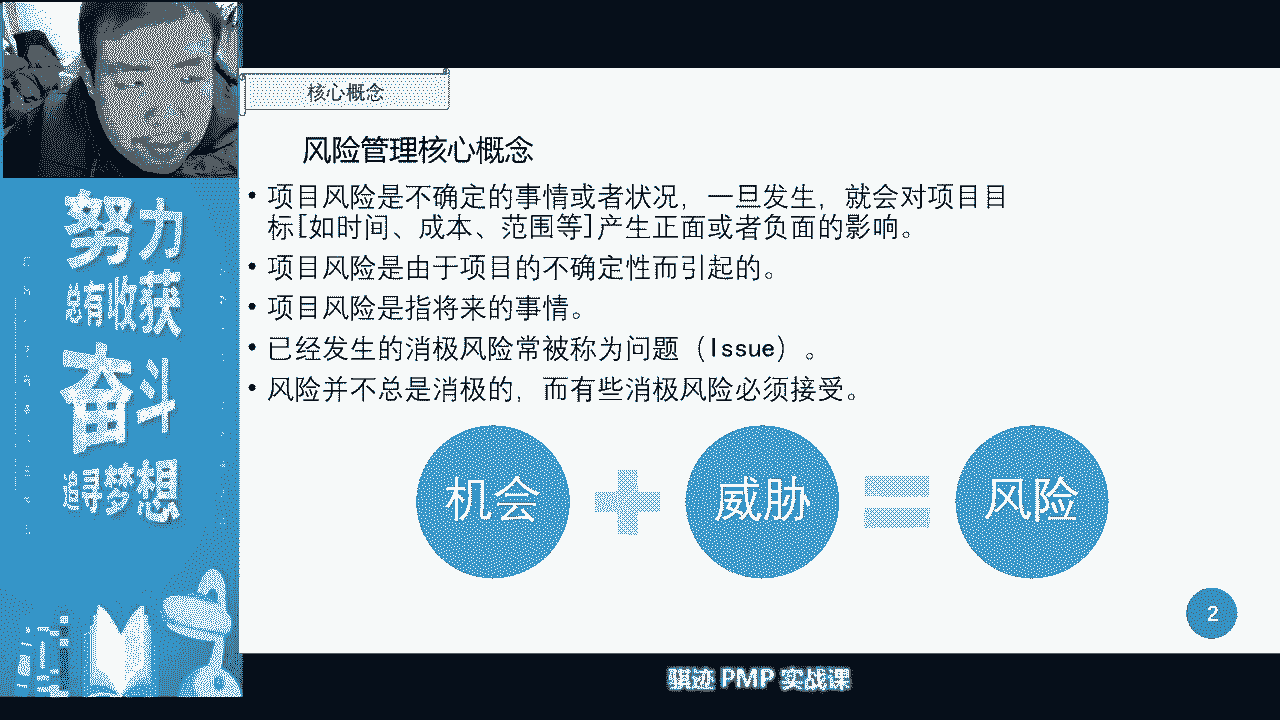 核心概念
风险管理核心概念
• 项目风险是不确定的事情或者状况，一旦发生，就会对项目目
标[如时间、成本、范围等]产生正面或者负面的影响。
• 项目风险是由于项目的不确定性而引起的。
• 项目风险是指将来的事情。
• 已经发生的消极风险常被称为问题（Issue）。
• 风险并不总是消极的，而有些消极风险必须接受。
机会
威胁
风险
2
努力
总有收获
奋斗
追寻梦想
骐迹 PMP 实战课